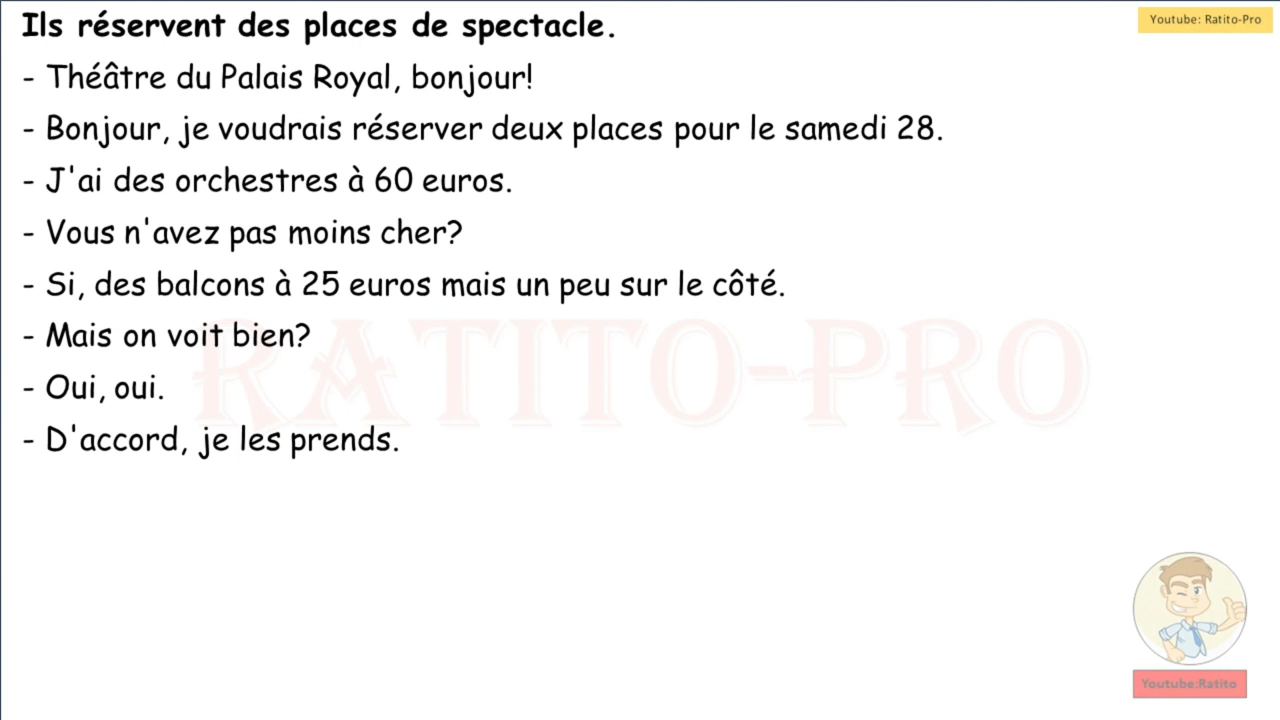 Ils réservent des places de spectacle.
Youtube: Ratito-Pro
- Théâtre du Palais Royal, bonjour!
- Bonjour, je voudrais réserver deux places pour le samedi 28.
- J'ai des orchestres à 60 euros.
- Vous n'avez pas moins cher?
- Si, des balcons à 25 euros mais un peu sur le côté.
- Mais on voit bien?
- Oui, oui.
- D'accord, je les prends.
RATITO-PRO
Youtube:Ratito